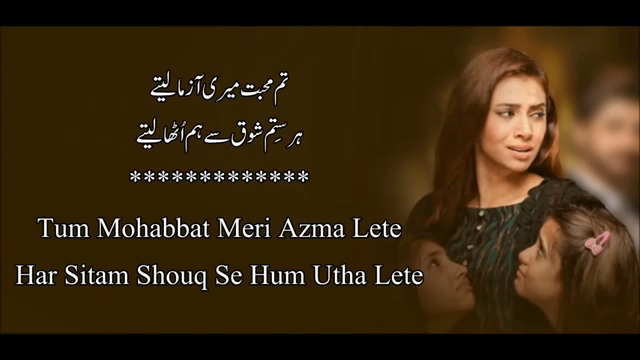 تم محبت میری آزما لیتے
ہر ستم شوق سے ہم اُٹھا لیتے
*************
Tum Mohabbat Meri Azma Lete
Har Sitam Shouq Se Hum Utha Lete